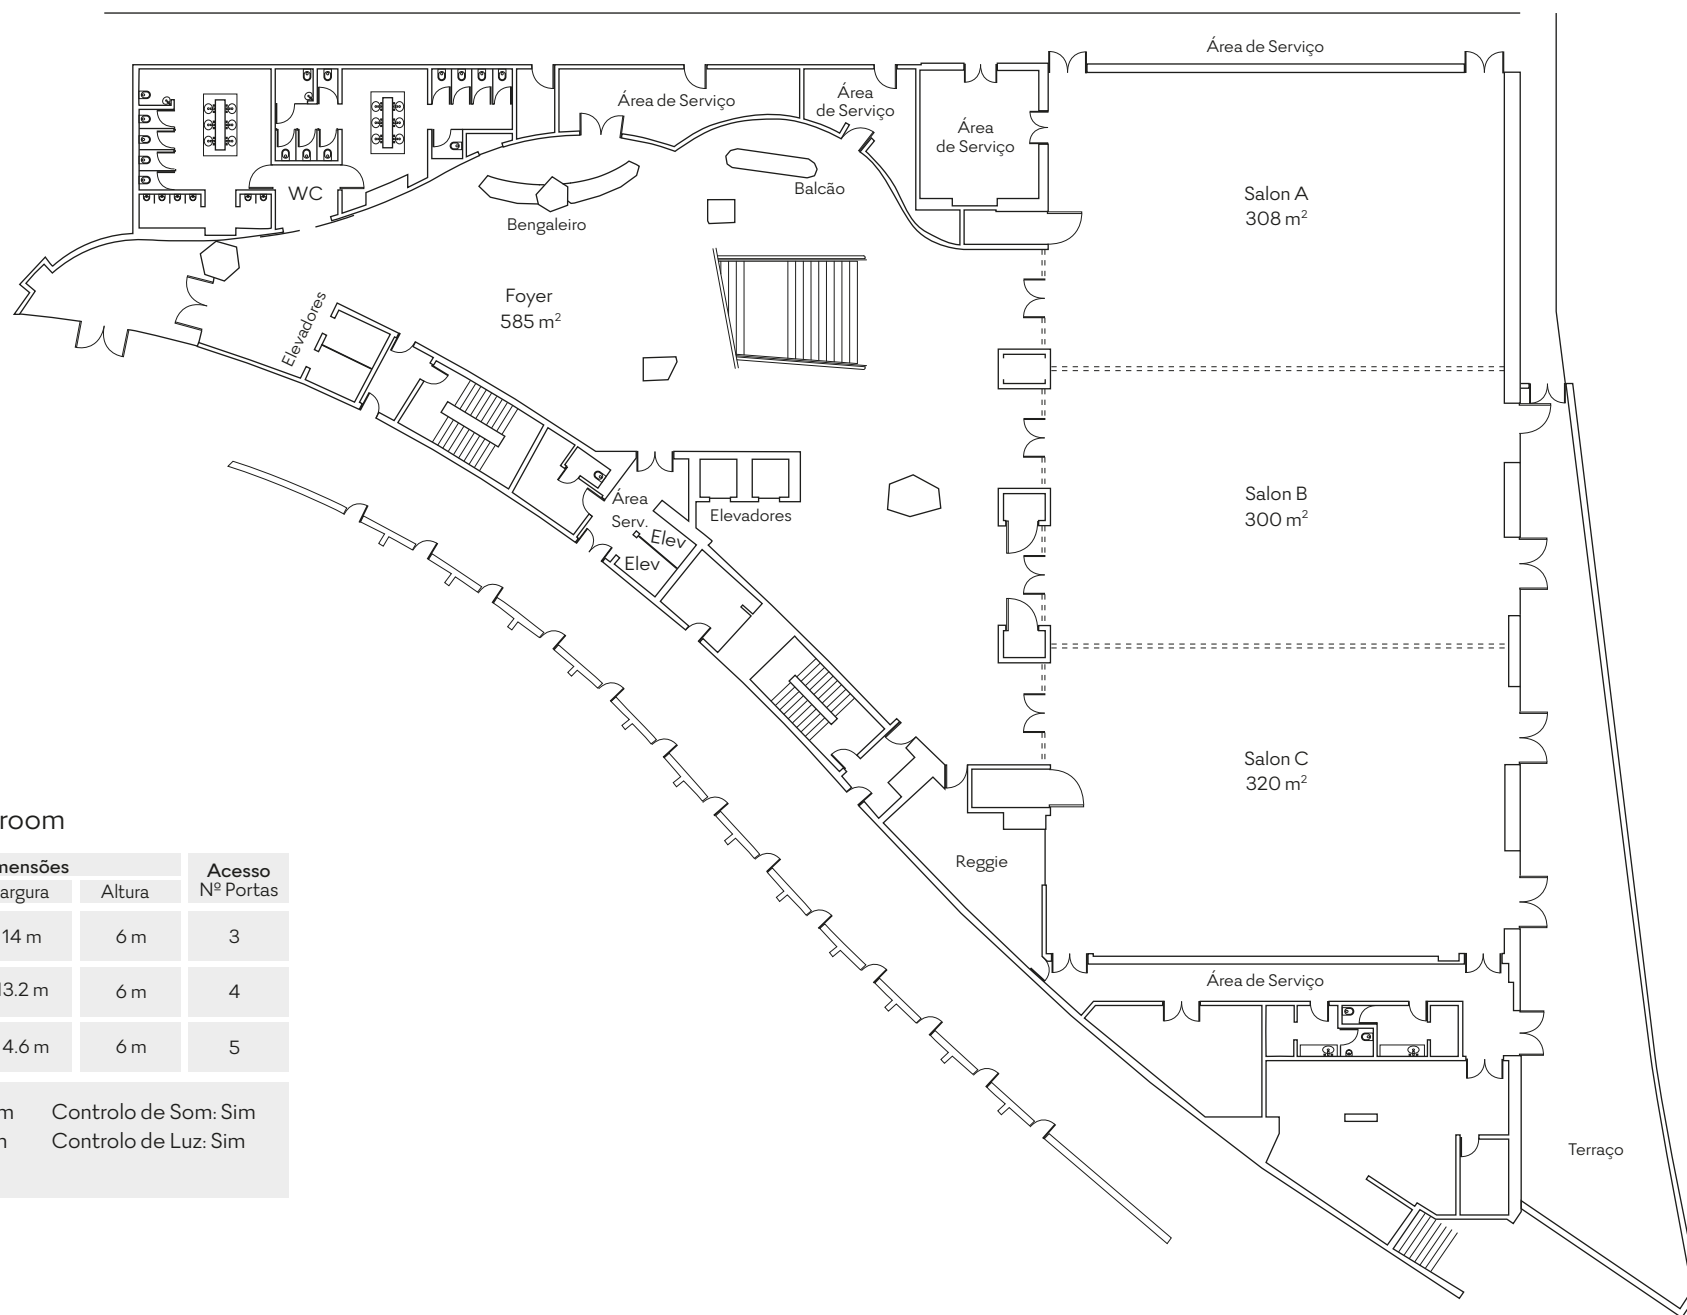 Área de Serviço
Área de Serviço
Área
de Serviço
Área
de Serviço
WC
Bengaleiro
Balcão
Salon A
308 m²
Foyer
585 m²
Elevadores
Salon B
300 m²
Área
Serv.
Elev
Elev
Elevadores
Salon C
320 m²
Reggie
Área de Serviço
Terraço
room
mensões
Acesso
argura
Altura
Nº Portas
14 m
6 m
3
13.2 m
6 m
4
4.6 m
6 m
5
m
Controlo de Som: Sim
Controlo de Luz: Sim